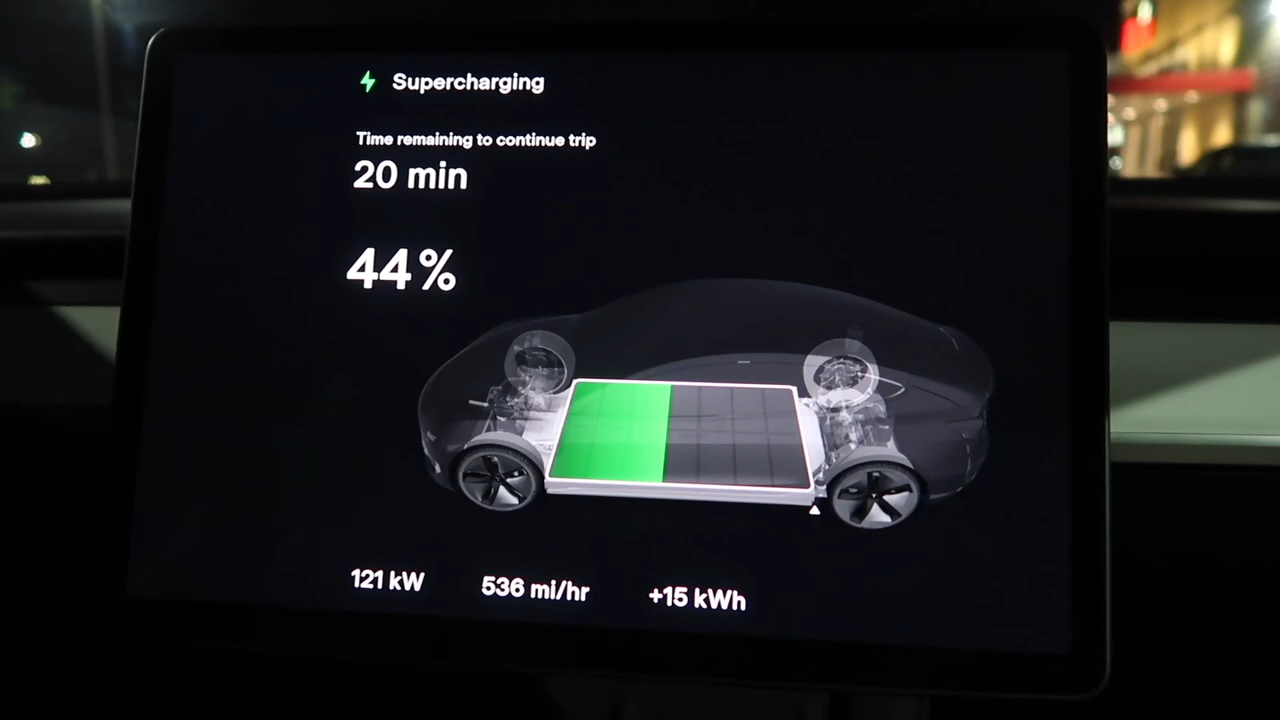 Supercharging
Time remaining to continue trip
20 min
44%
121 kW 536 mi/hr +15 kWh